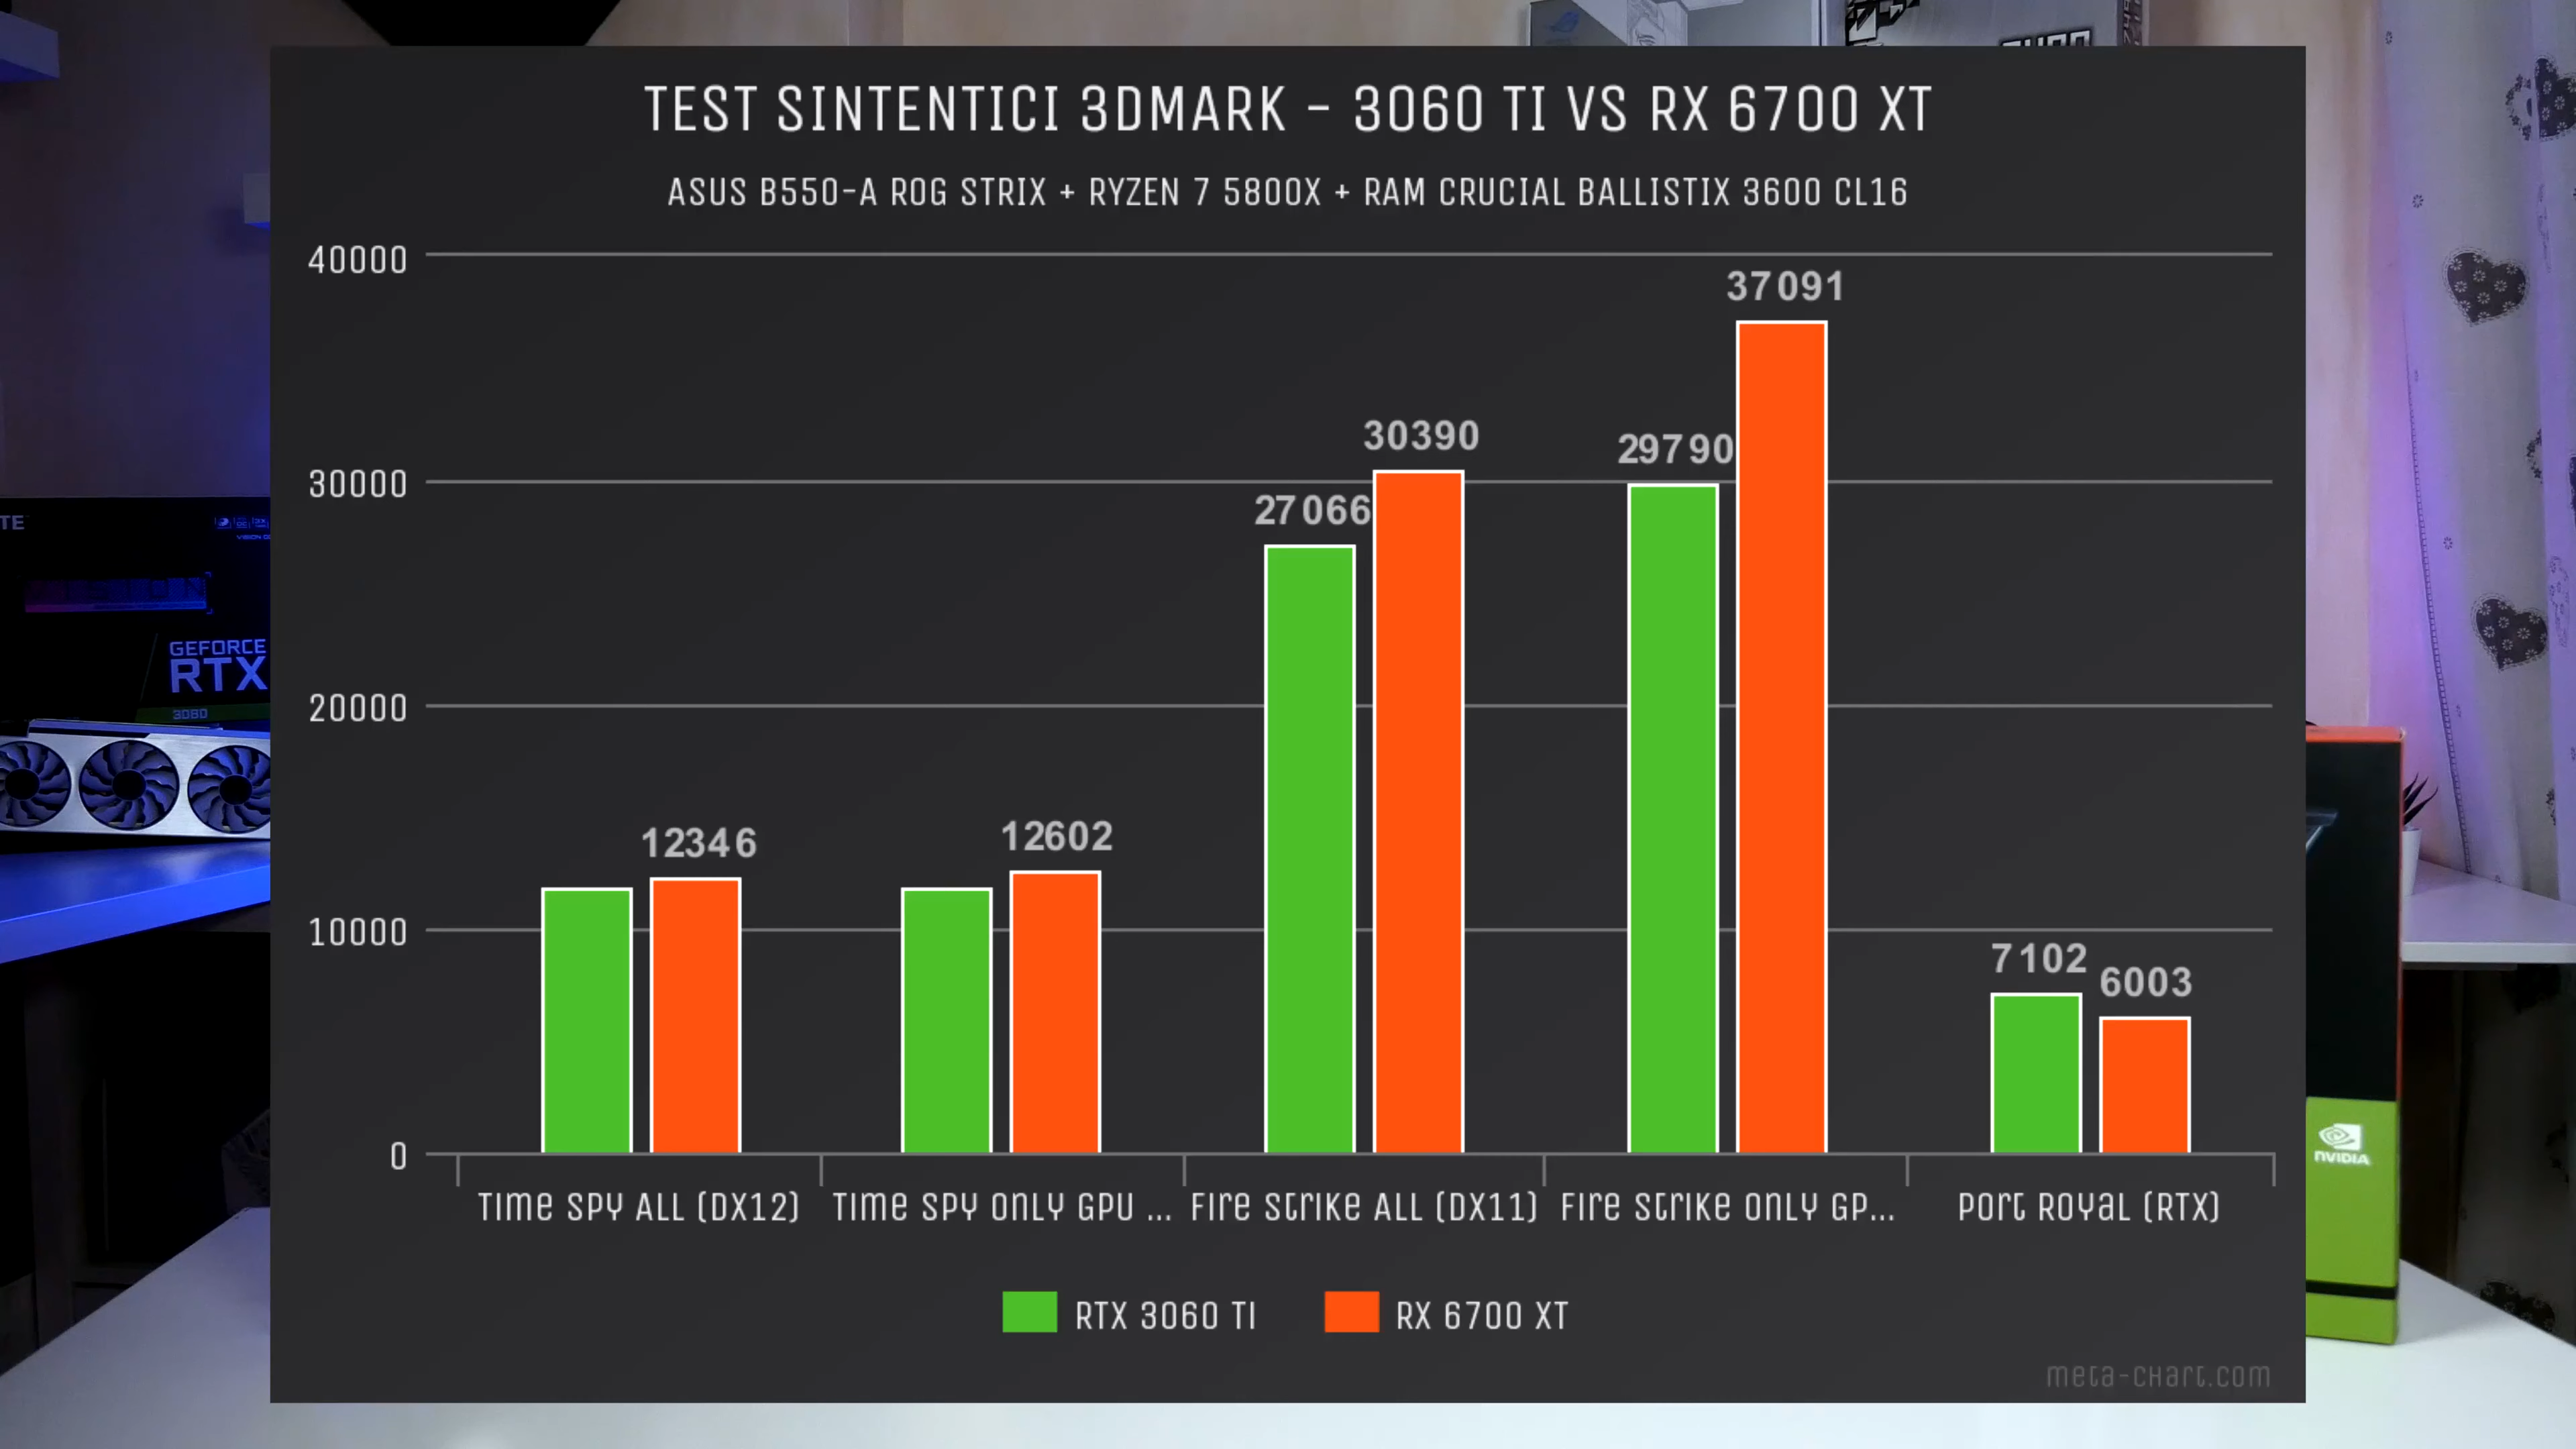 TEST SINTENTICI 3DMARK - 3060 TI VS RX 6700 XT
ASUS B550-A ROG STRIX + RYZEN 7 5800X + RAM CRUCIAL BALLISTIX 3600 CL16
40000
30000
20000
10000
0
12346
12602
27066
30390
29790
37091
7102
6003
TIME SPY ALL (DX12)
TIME SPY ONLY GPU ...
FIRE STRIKE ALL (DX11)
FIRE STRIKE ONLY GP...
PORT ROYAL (RTX)
RTX 3060 TI
RX 6700 XT
meta-chart.com
TE
GEFORCE
RTX
3080
NVIDIA